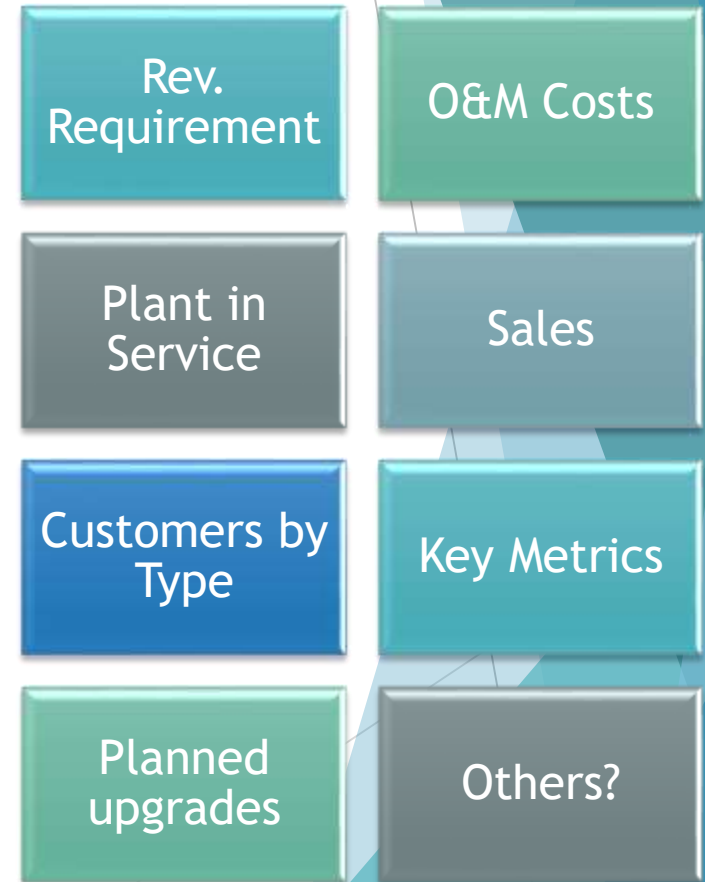 Rev.
Requirement
O&M Costs
Plant in
Service
Sales
Customers by
Type
Key Metrics
Planned
upgrades
Others?